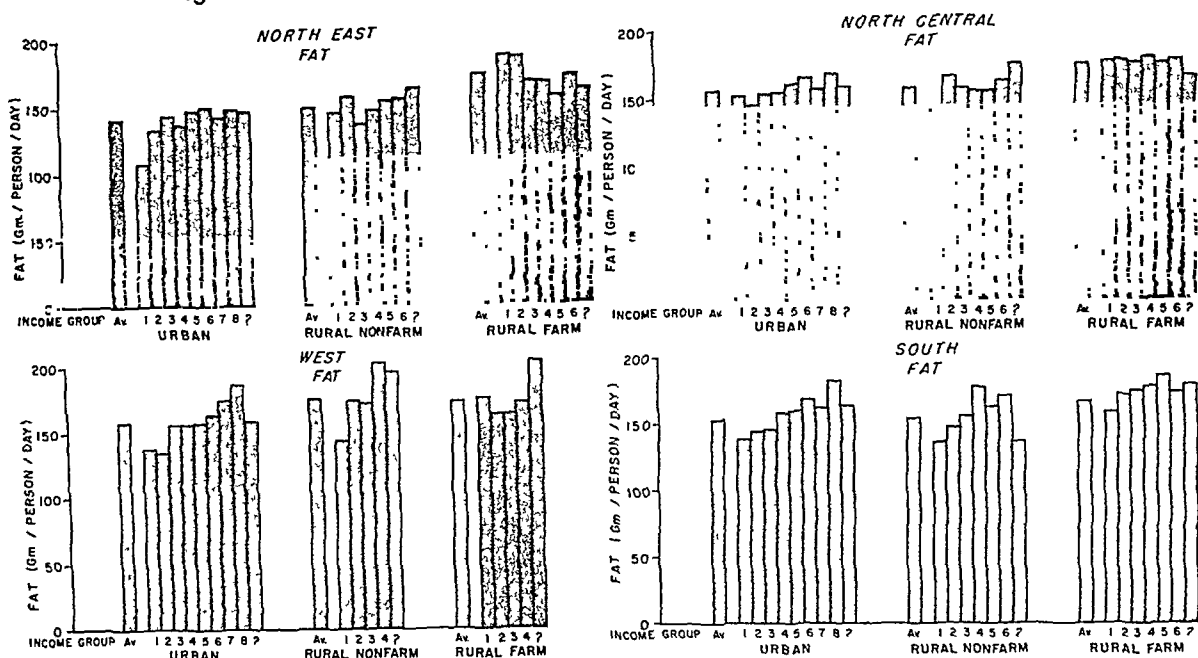 NORTH EAST
FAT
200
150
100
FAT (Gm / PERSON / DAY)
INCOME GROUP Av. 1 2 3 4 5 6 7 8 ?
URBAN
Av. 1 2 3 4 5 6 ?
RURAL NONFARM
Av. 1 2 3 4 5 6 ?
RURAL FARM
NORTH CENTRAL
FAT
200
150
FAT (Gm / PERSON / DAY)
INCOME GROUP Av. 1 2 3 4 5 6 7 8 ?
URBAN
Av. 1 2 3 4 5 6 ?
RURAL NONFARM
Av. 1 2 3 4 5 6 ?
RURAL FARM
WEST
FAT
200
150
100
50
0
FAT (Gm / PERSON / DAY)
INCOME GROUP Av. 1 2 3 4 5 6 7 8 ?
URBAN
Av. 1 2 3 4 ?
RURAL NONFARM
Av. 1 2 3 4 ?
RURAL FARM
SOUTH
FAT
200
150
100
50
0
FAT (Gm / PERSON / DAY)
INCOME GROUP Av. 1 2 3 4 5 6 7 8 ?
URBAN
Av. 1 2 3 4 5 6 ?
RURAL NONFARM
Av. 1 2 3 4 5 6 ?
RURAL FARM